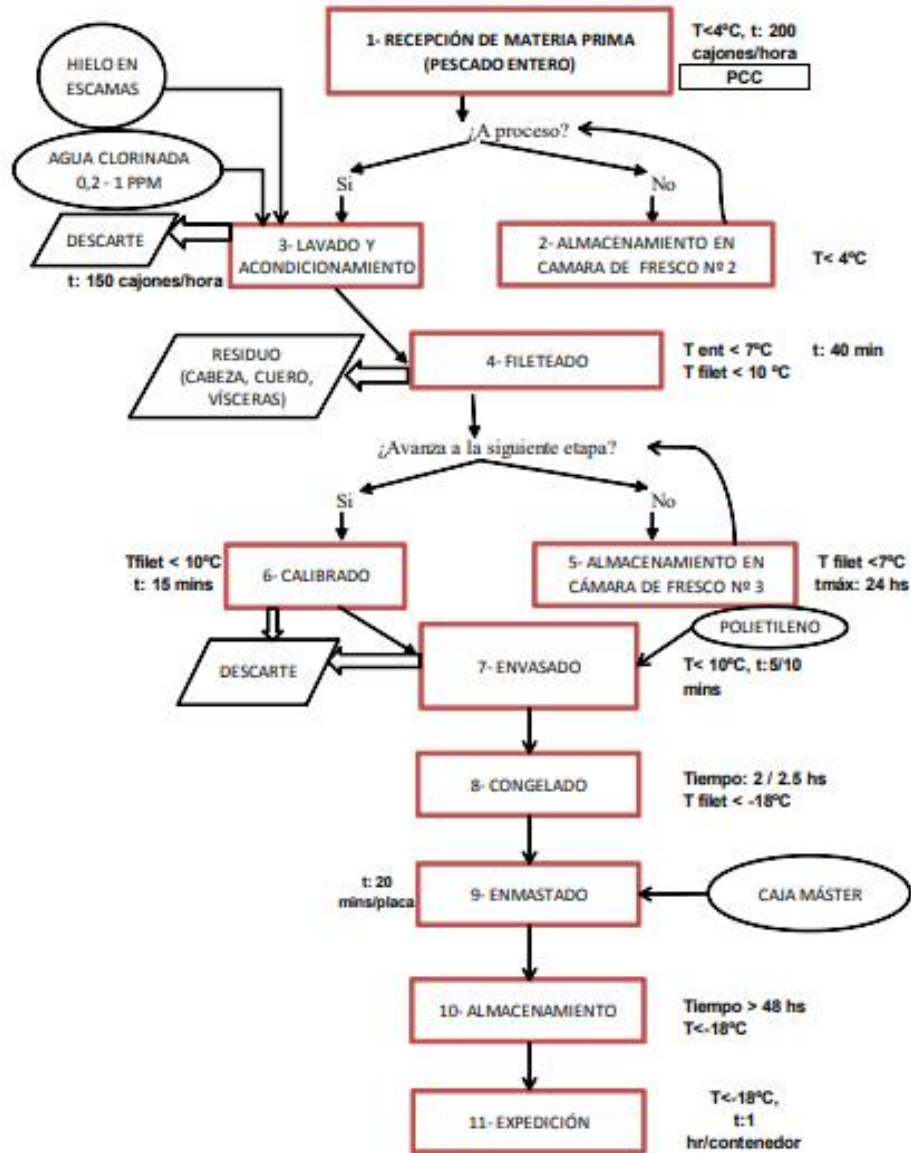 1- RECEPCIÓN DE MATERIA PRIMA
(PESCADO ENTERO)
T<4ºC, t: 200
cajones/hora
PCC
HIELO EN
ESCAMAS
¿A proceso?
AGUA CLORINADA
0,2 - 1 PPM
Si
No
DESCARTE
3- LAVADO Y
ACONDICIONAMIENTO
2- ALMACENAMIENTO EN
CAMARA DE FRESCO Nº 2
T< 4ºC
t: 150 cajones/hora
RESIDUO
(CABEZA, CUERO,
VÍSCERAS)
4- FILETEADO
T ent < 7ºC
t: 40 min
T filet < 10 ºC
¿Avanza a la siguiente etapa?
Si
No
Tfilet < 10ºC
t: 15 mins
6- CALIBRADO
5- ALMACENAMIENTO EN
CÁMARA DE FRESCO Nº 3
T filet <7ºC
tmáx: 24 hs
POLIETILENO
DESCARTE
7- ENVASADO
T< 10ºC, t:5/10
mins
8- CONGELADO
Tiempo: 2 / 2.5 hs
T filet < -18ºC
t: 20
mins/placa
9- ENMASTADO
CAJA MÁSTER
10- ALMACENAMIENTO
Tiempo > 48 hs
T<-18ºC
11- EXPEDICIÓN
T<-18ºC,
t:1
hr/contenedor